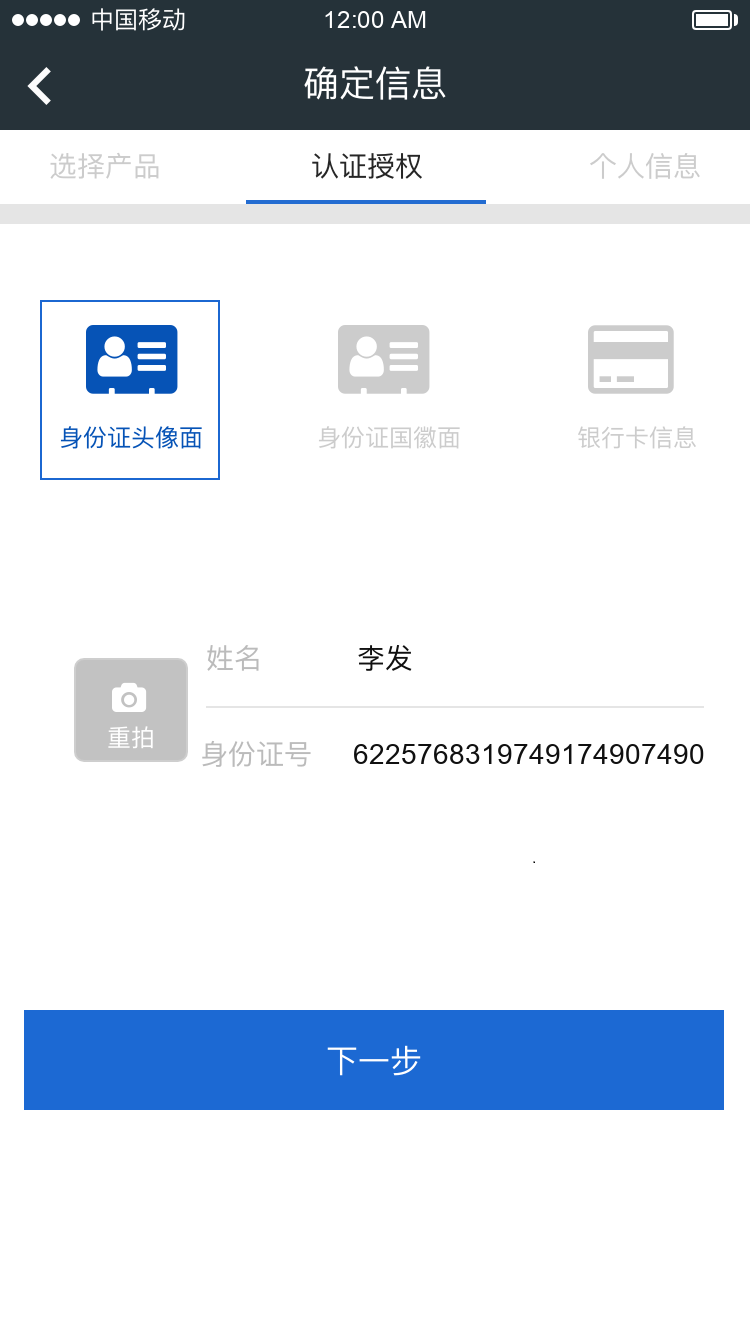 中国移动 12:00 AM
确定信息
选择产品 认证授权 个人信息
身份证头像面 身份证国徽面 银行卡信息
姓名 李发
重拍
身份证号 6225768319749174907490
.
下一步